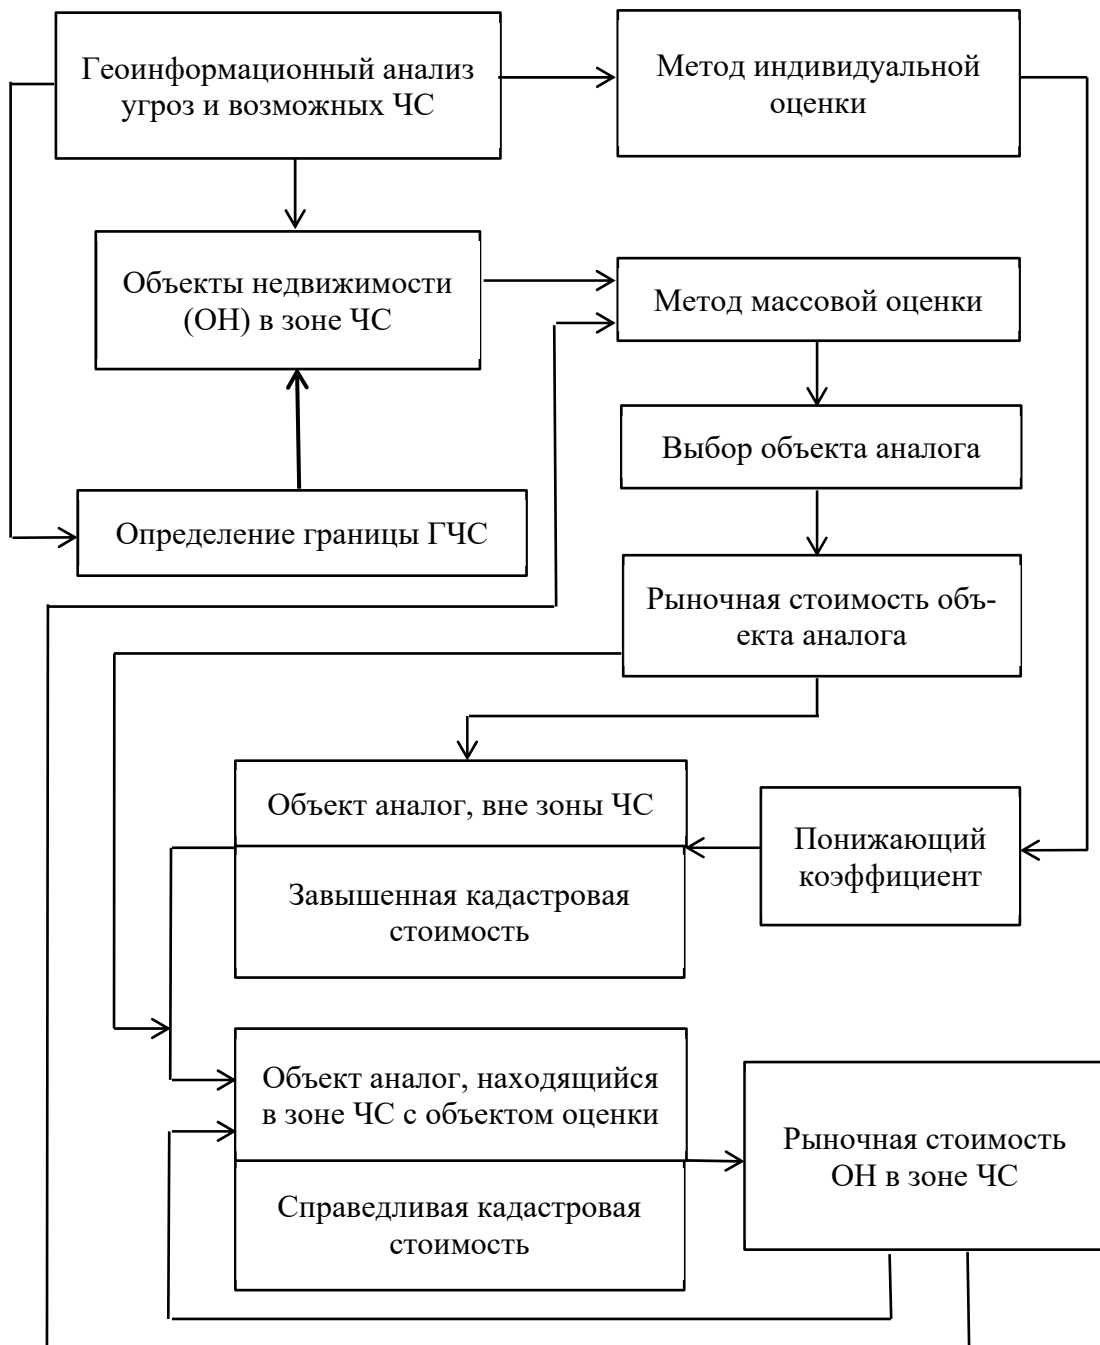 Геоинформационный анализ
угроз и возможных ЧС
Метод индивидуальной
оценки
Объекты недвижимости
(ОН) в зоне ЧС
Метод массовой оценки
Выбор объекта аналога
Определение границы ГЧС
Рыночная стоимость объ-
екта аналога
Объект аналог, вне зоны ЧС
Завышенная кадастровая
стоимость
Понижающий
коэффициент
Объект аналог, находящийся
в зоне ЧС с объектом оценки
Справедливая кадастровая
стоимость
Рыночная стоимость
ОН в зоне ЧС